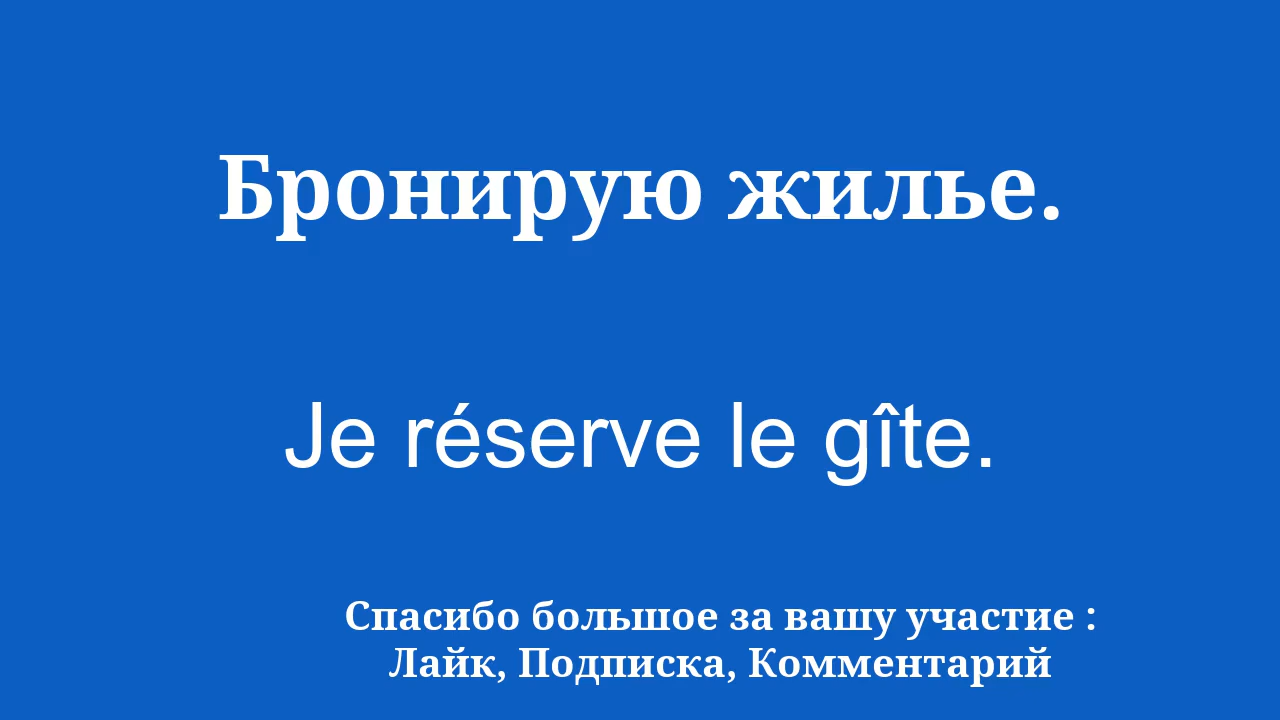 Бронирую жилье.
Je réserve le gîte.
Спасибо большое за вашу участие :
Лайк, Подписка, Комментарий